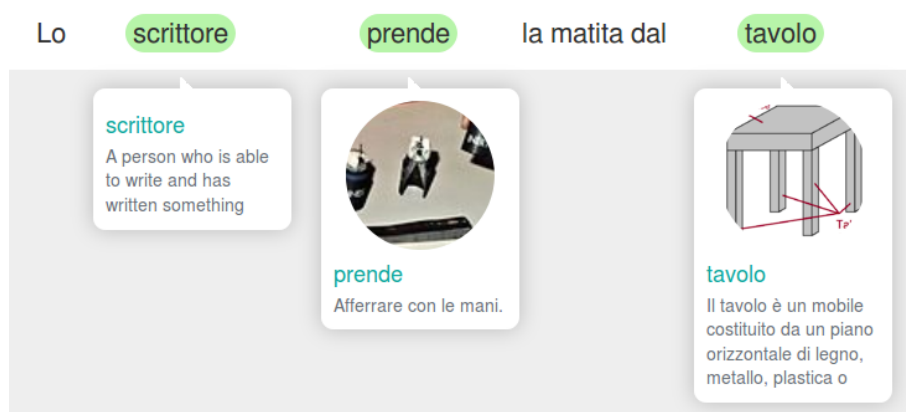 Lo scrittore prende la matita dal tavolo
scrittore
A person who is able
to write and has
written something
prende
Afferrare con le mani.
tavolo
Il tavolo è un mobile
costituito da un piano
orizzontale di legno,
metallo, plastica o